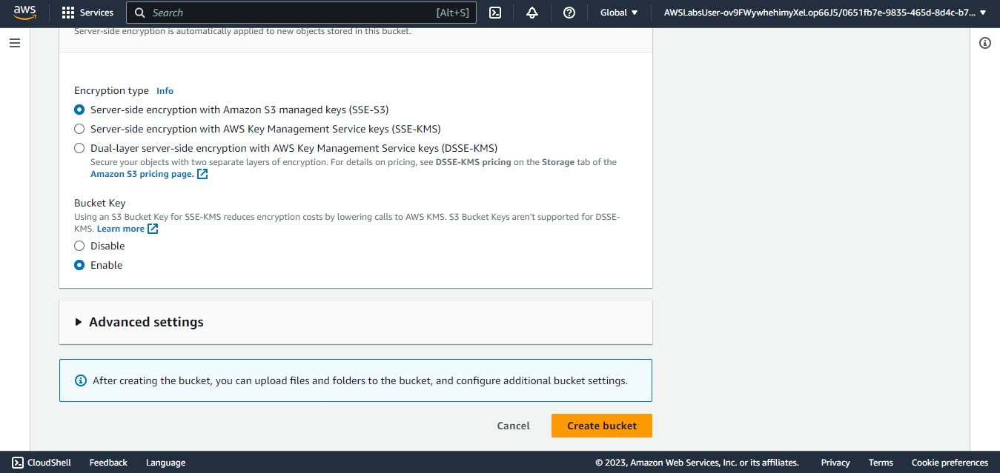 aws
Services
Search
[Alt+S]
Global
AWSLabsUser-ov9FWywhehimyXeLop66J5/0651fb7e-9835-465d-8d4c-b7...
Server-side encryption is automatically applied to new objects stored in this bucket.
Encryption type Info
Server-side encryption with Amazon S3 managed keys (SSE-S3)
Server-side encryption with AWS Key Management Service keys (SSE-KMS)
Dual-layer server-side encryption with AWS Key Management Service keys (DSSE-KMS)
Secure your objects with two separate layers of encryption. For details on pricing, see DSSE-KMS pricing on the Storage tab of the
Amazon S3 pricing page.
Bucket Key
Using an S3 Bucket Key for SSE-KMS reduces encryption costs by lowering calls to AWS KMS. S3 Bucket Keys aren't supported for DSSE-
KMS. Learn more
Disable
Enable
Advanced settings
After creating the bucket, you can upload files and folders to the bucket, and configure additional bucket settings.
Cancel
Create bucket
CloudShell
Feedback
Language
© 2023, Amazon Web Services, Inc. or its affiliates.
Privacy
Terms
Cookie preferences